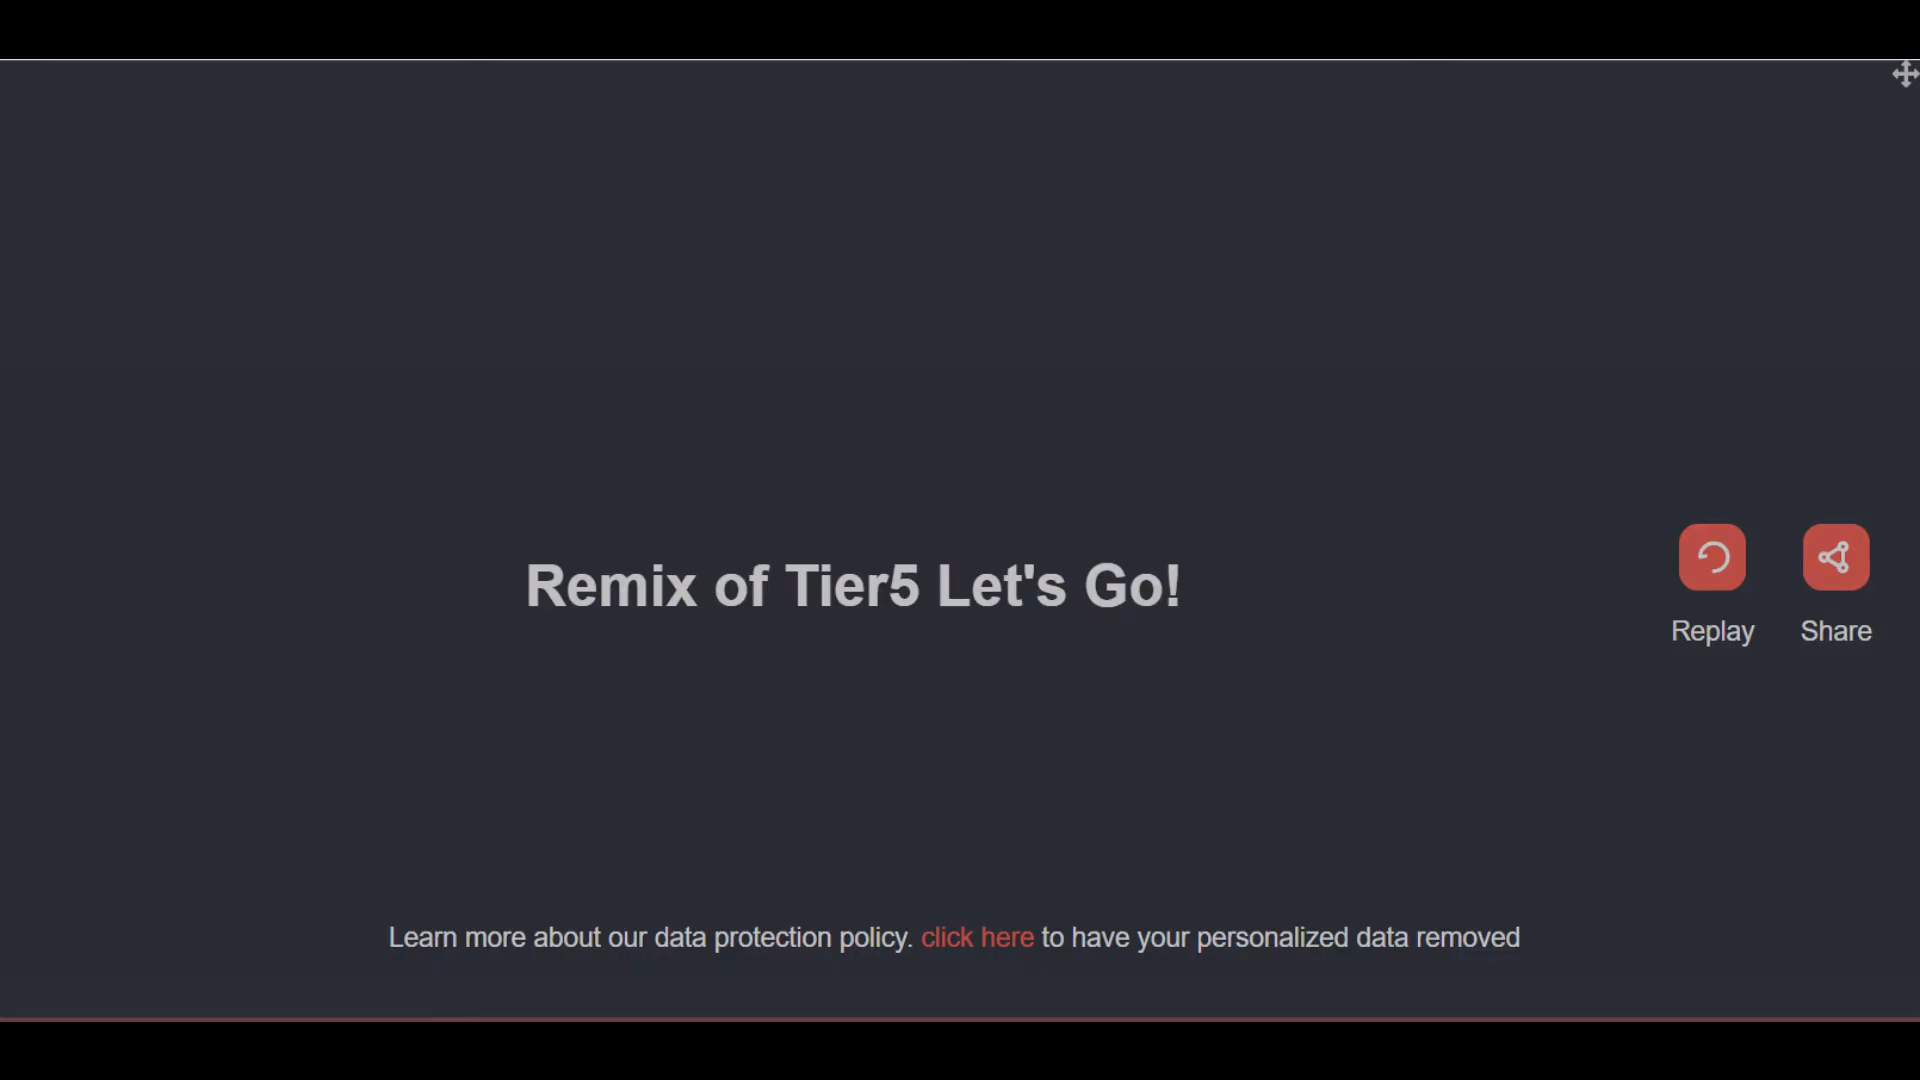 Remix of Tier5 Let's Go!
Replay
Share
Learn more about our data protection policy. click here to have your personalized data removed